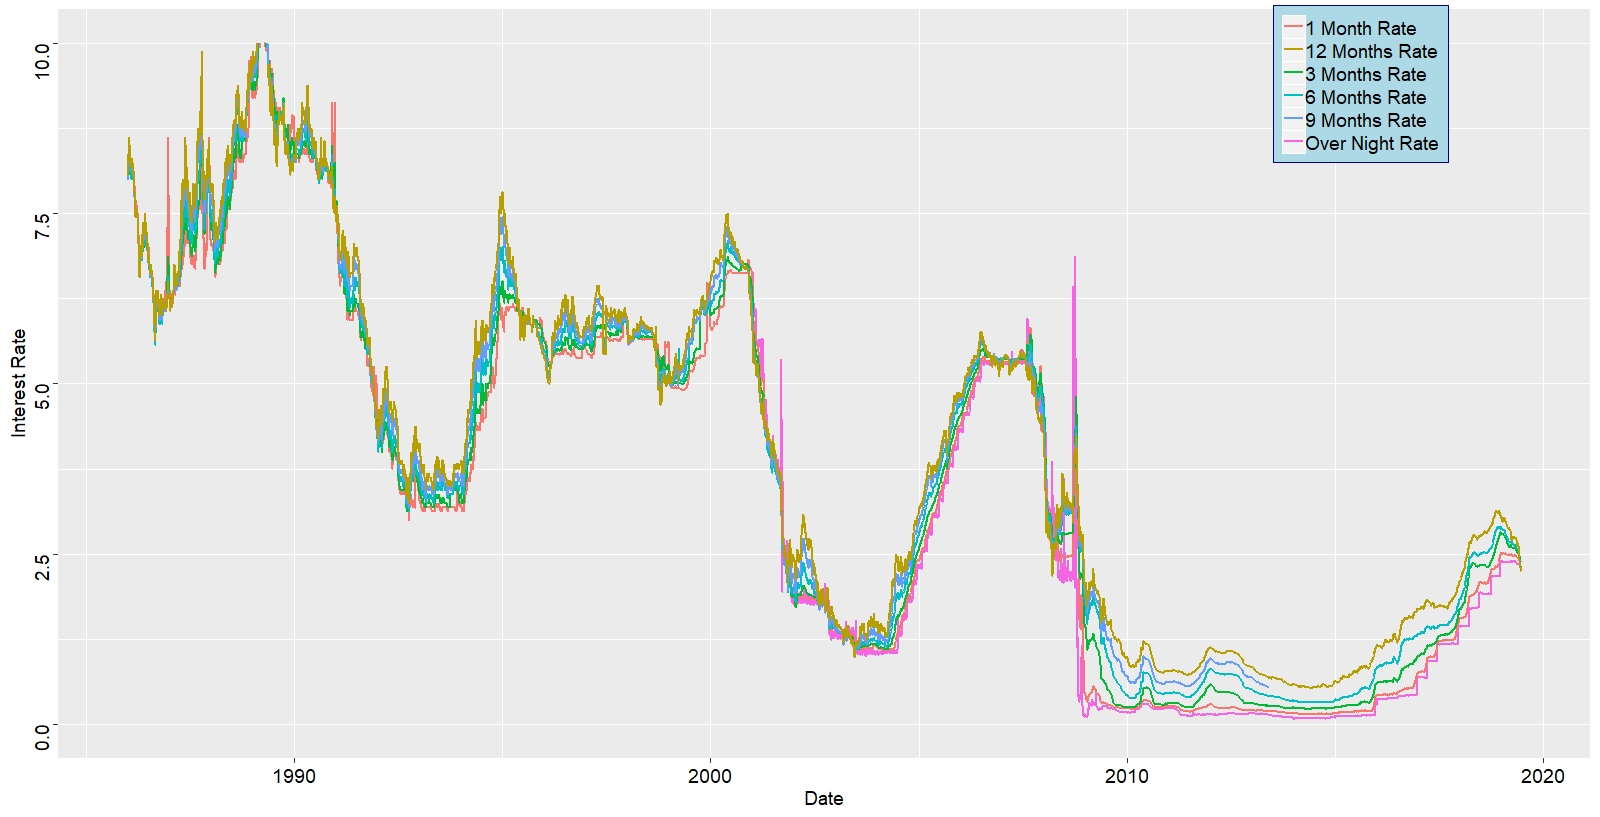 1 Month Rate
12 Months Rate
3 Months Rate
6 Months Rate
9 Months Rate
Over Night Rate
10.0
7.5
5.0
2.5
0.0
Interest Rate
1990
2000
2010
2020
Date